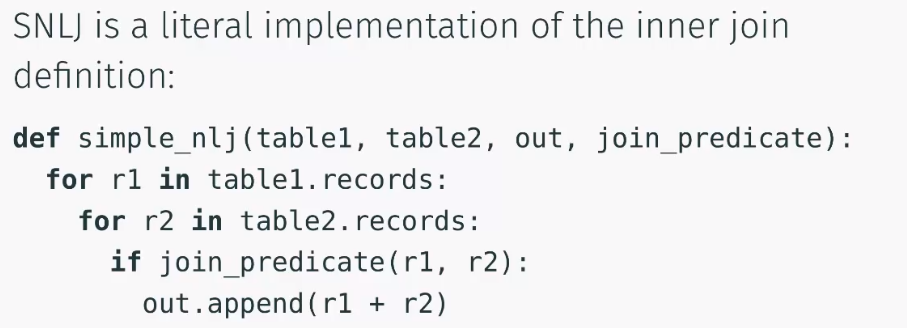 SNLJ is a literal implementation of the inner join
definition:
def simple_nlj(table1, table2, out, join_predicate):
  for r1 in table1.records:
    for r2 in table2.records:
      if join_predicate(r1, r2):
        out.append(r1 + r2)